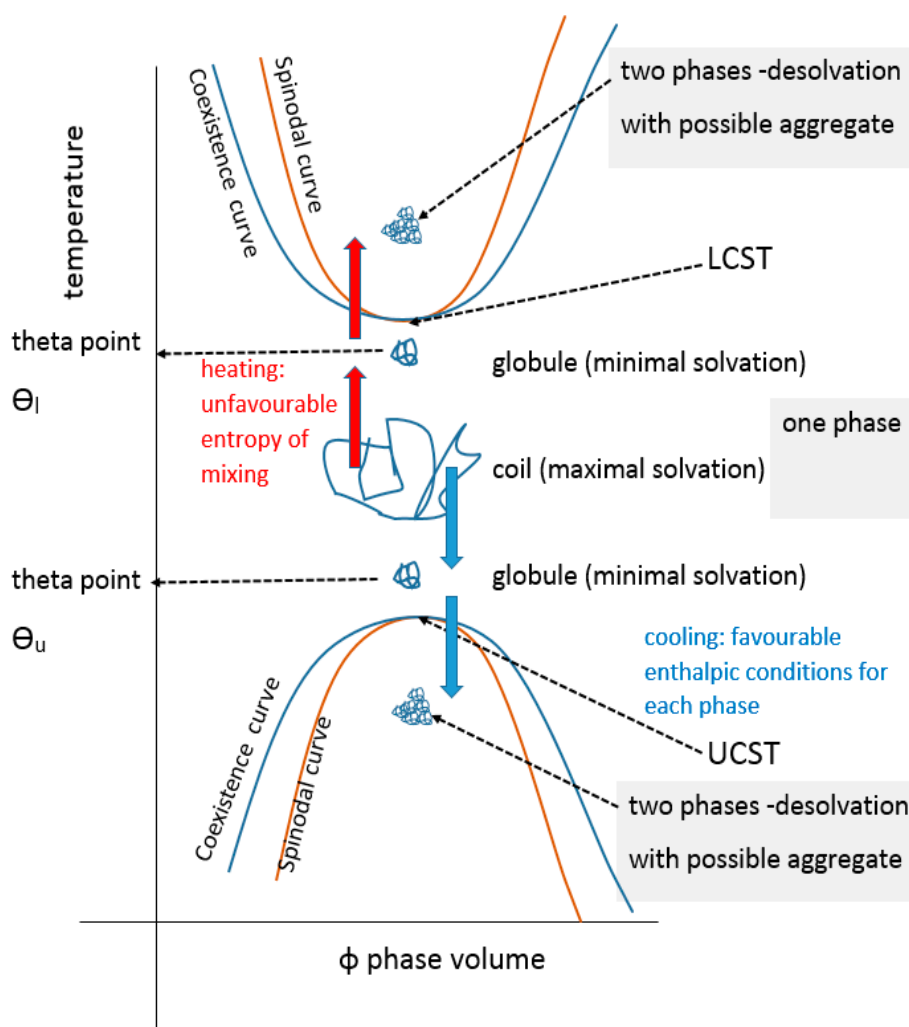 Coexistence curve
Spinodal curve
two phases -desolvation
with possible aggregate
temperature
LCST
theta point
ϴl
heating:
unfavourable
entropy of
mixing
globule (minimal solvation)
one phase
coil (maximal solvation)
theta point
ϴu
globule (minimal solvation)
cooling: favourable
enthalpic conditions for
each phase
UCST
Coexistence curve
Spinodal curve
two phases -desolvation
with possible aggregate
ϕ phase volume